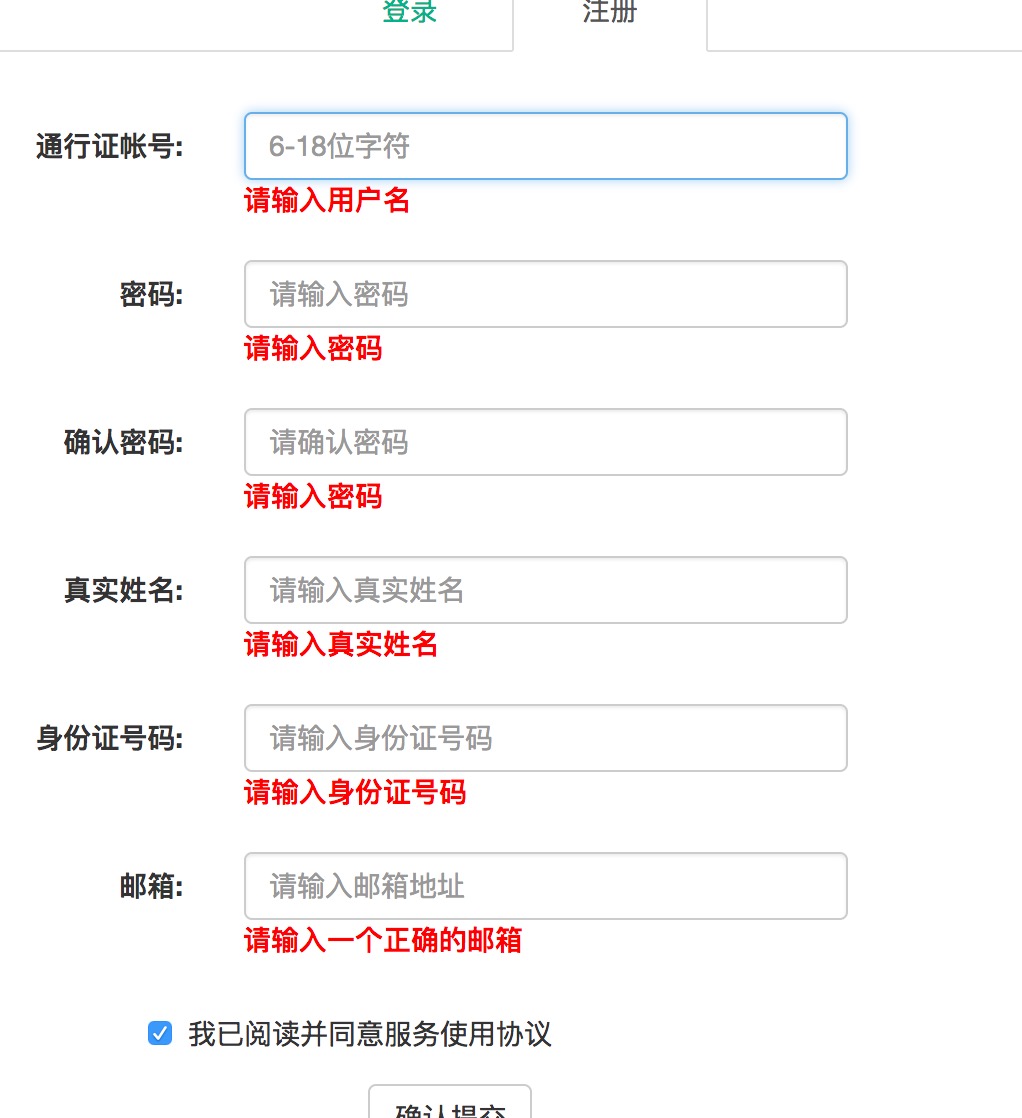 登录 注册
通行证帐号: 6-18位字符
请输入用户名
密码: 请输入密码
请输入密码
确认密码: 请确认密码
请输入密码
真实姓名: 请输入真实姓名
请输入真实姓名
身份证号码: 请输入身份证号码
请输入身份证号码
邮箱: 请输入邮箱地址
请输入一个正确的邮箱
我已阅读并同意服务使用协议
确认提交